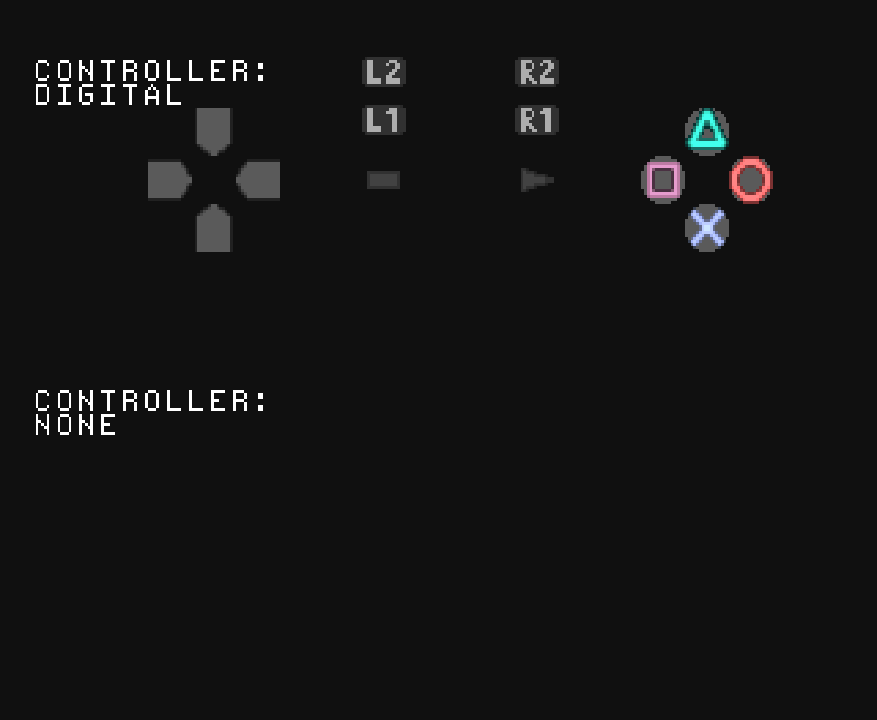 CONTROLLER:
DIGITAL
L2
R2
L1
R1
CONTROLLER:
NONE